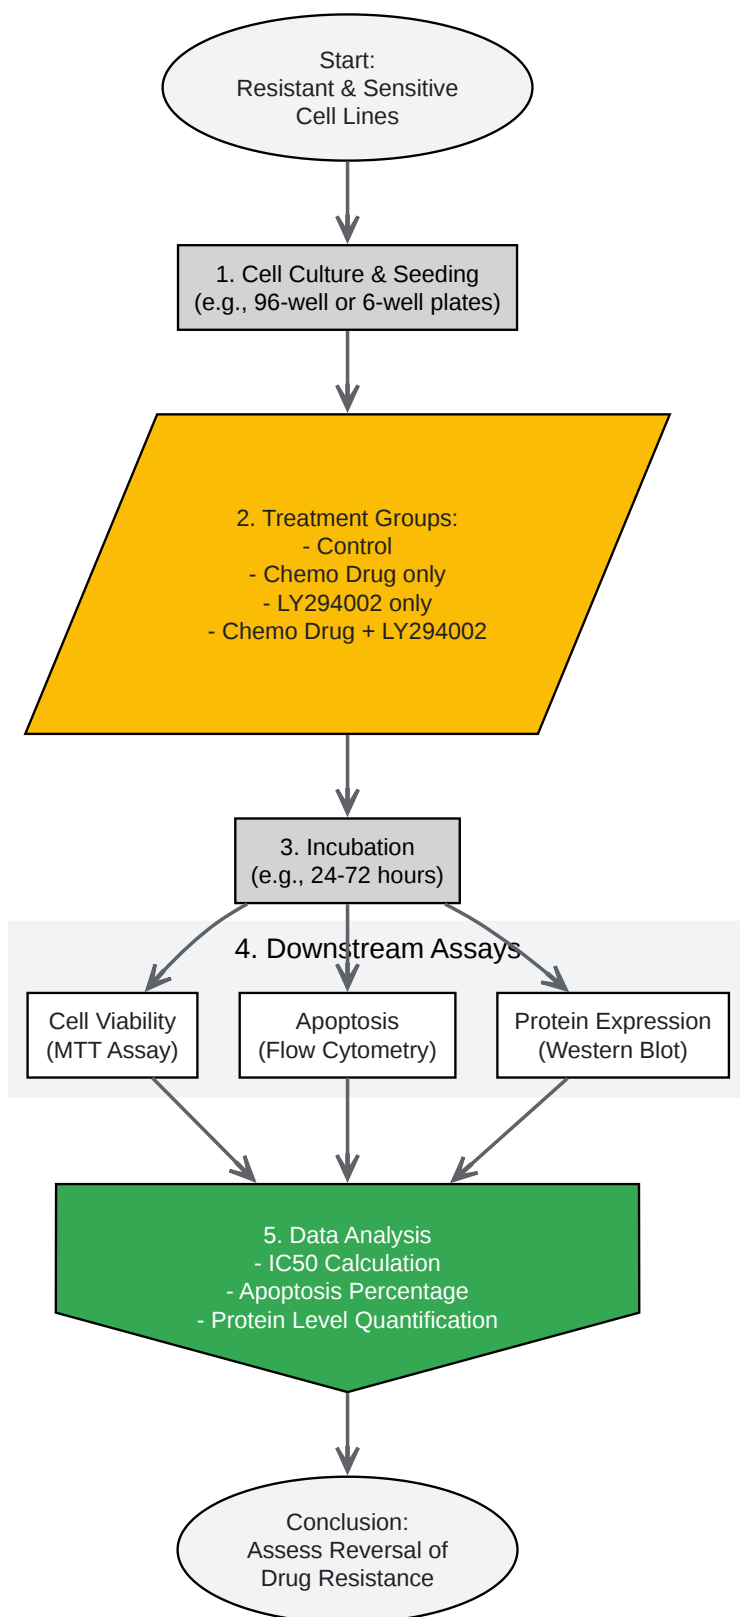 Start:
Resistant & Sensitive
Cell Lines
1. Cell Culture & Seeding
(e.g., 96-well or 6-well plates)
2. Treatment Groups:
- Control
- Chemo Drug only
- LY294002 only
- Chemo Drug + LY294002
3. Incubation
(e.g., 24-72 hours)
4. Downstream Assays
Cell Viability
(MTT Assay)
Apoptosis
(Flow Cytometry)
Protein Expression
(Western Blot)
5. Data Analysis
- IC50 Calculation
- Apoptosis Percentage
- Protein Level Quantification
Conclusion:
Assess Reversal of
Drug Resistance